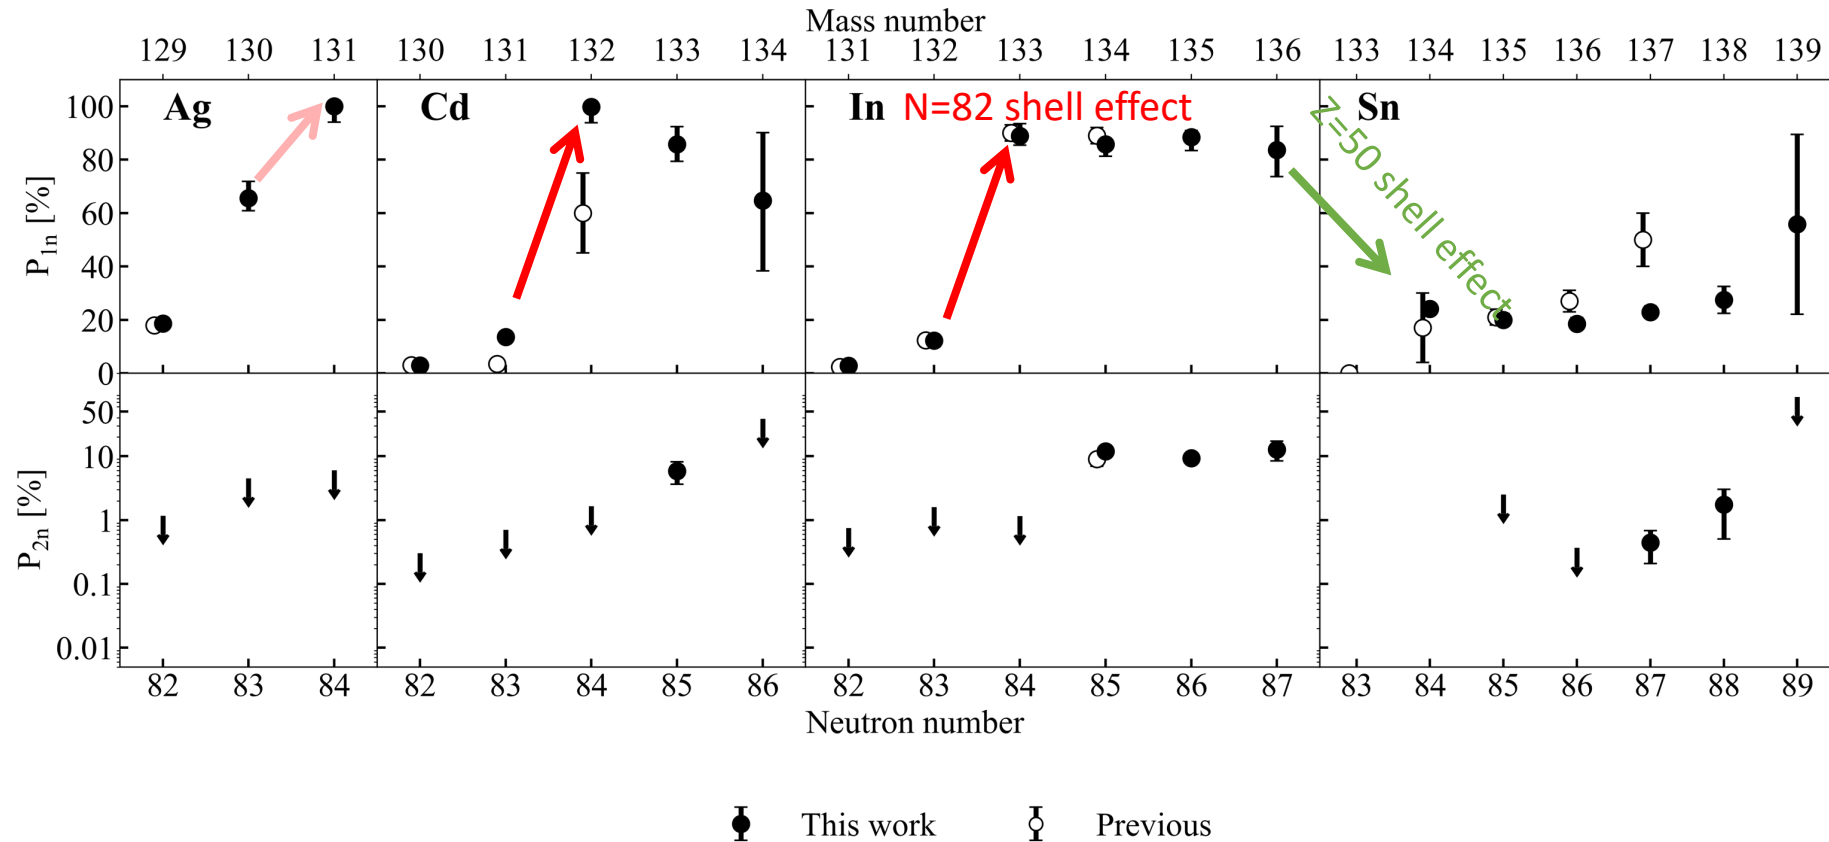 Mass number
129 130 131 130 131 132 133 134 131 132 133 134 135 136 133 134 135 136 137 138 139
Ag Cd In N=82 shell effect Sn
Z=50 shell effect
P1n [%]
100
80
60
40
20
0
P2n [%]
50
10
1
0.1
0.01
82 83 84 82 83 84 85 86 82 83 84 85 86 87 83 84 85 86 87 88 89
Neutron number
This work Previous